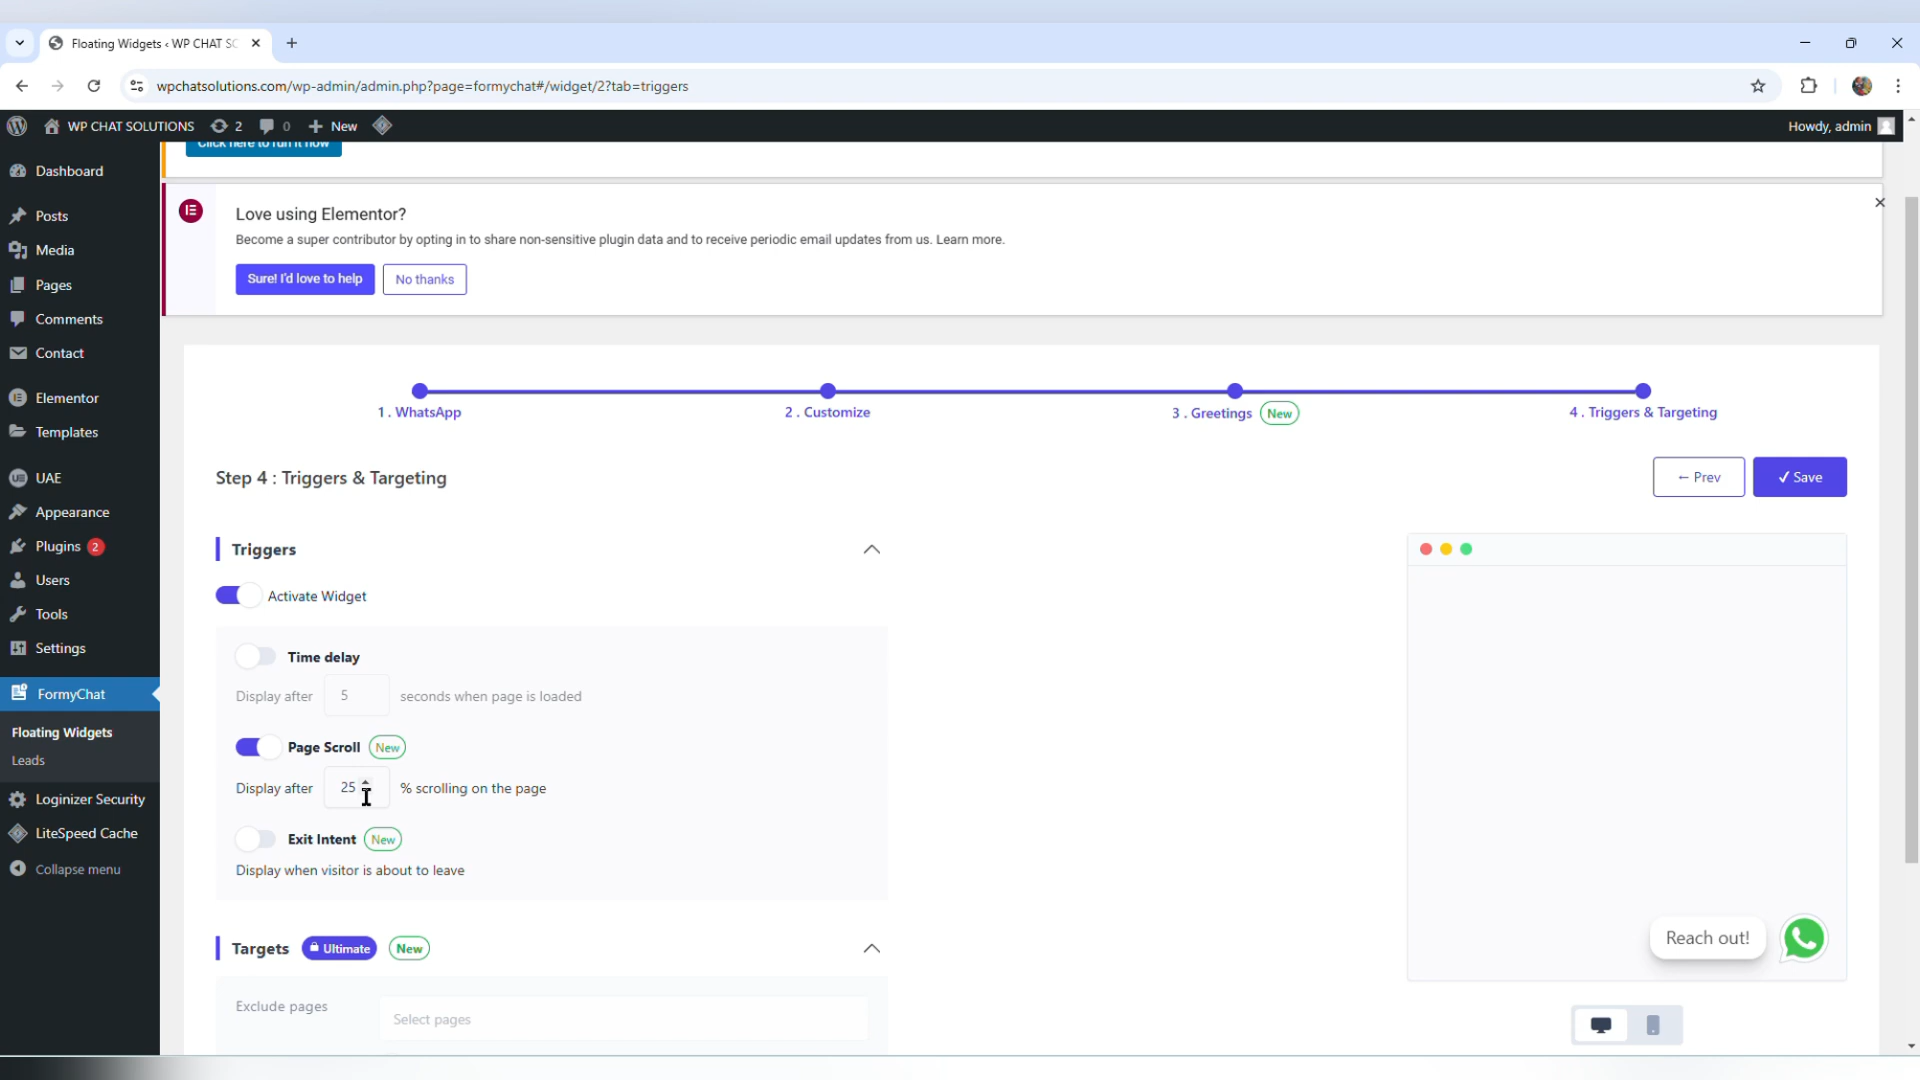 Floating Widgets ‹ WP CHAT SC
wpchatsolutions.com/wp-admin/admin.php?page=formychat#/widget/2?tab=triggers
WP CHAT SOLUTIONS 2 0 New Howdy, admin
Click here to run it now
Dashboard
Posts
Media
Pages
Comments
Contact
Elementor
Templates
UAE
Appearance
Plugins 2
Users
Tools
Settings
FormyChat
Floating Widgets
Leads
Loginizer Security
LiteSpeed Cache
Collapse menu
Love using Elementor?
Become a super contributor by opting in to share non-sensitive plugin data and to receive periodic email updates from us. Learn more.
Sure! I'd love to help No thanks
1 . WhatsApp 2 . Customize 3 . Greetings New 4 . Triggers & Targeting
Step 4 : Triggers & Targeting ← Prev ✓ Save
Triggers
Activate Widget
Time delay
Display after 5 seconds when page is loaded
Page Scroll New
Display after 25 % scrolling on the page
Exit Intent New
Display when visitor is about to leave
Reach out!
Targets Ultimate New
Exclude pages Select pages